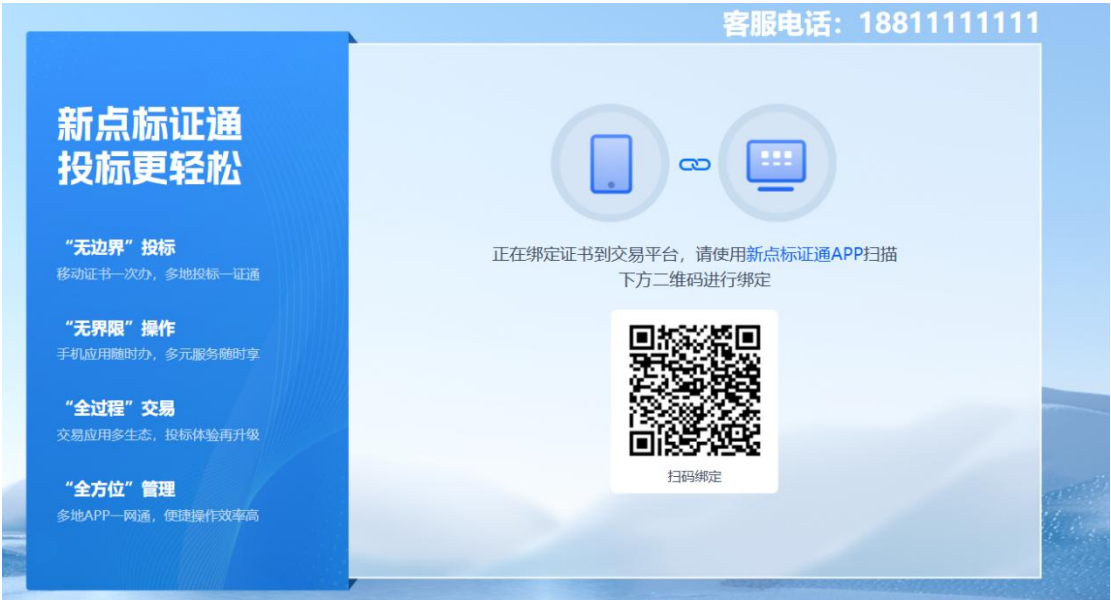 客服电话：18811111111
新点标证通
投标更轻松
“无边界”投标
移动证书一次办，多地投标一证通
“无界限”操作
手机应用随时办，多元服务随时享
“全过程”交易
交易应用多生态，投标体验再升级
“全方位”管理
多地APP一网通，便捷操作效率高
正在绑定证书到交易平台，请使用新点标证通APP扫描
下方二维码进行绑定
扫码绑定